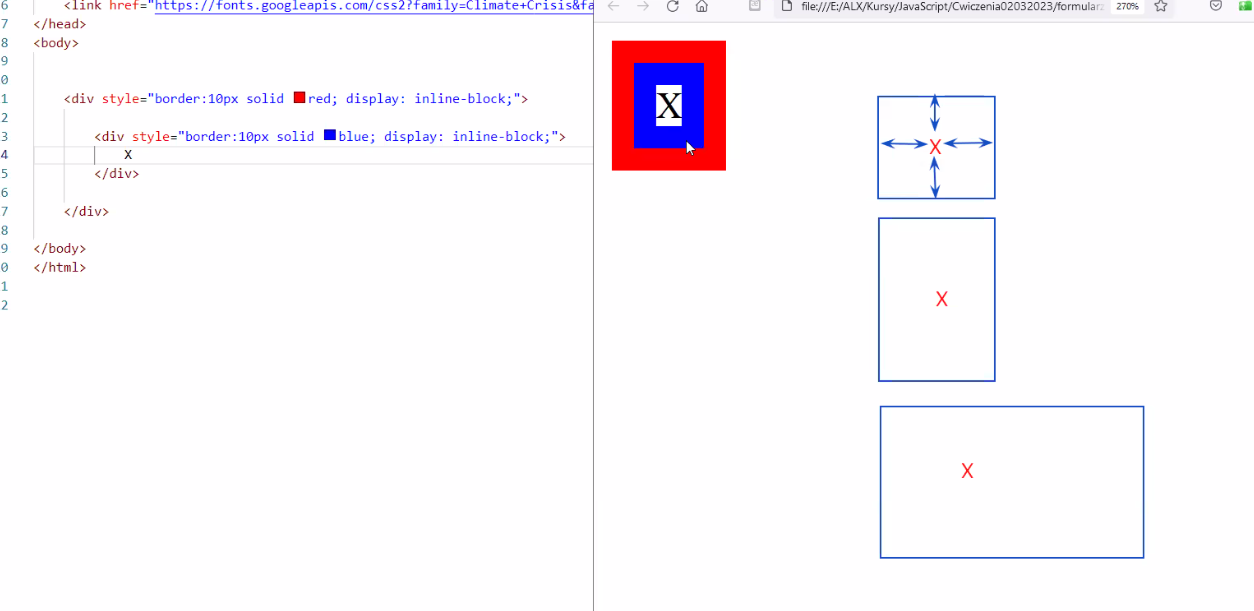 6 <link href="https://fonts.googleapis.com/css2?family=Climate+Crisis&fa
7 </head>
8 <body>
9
0
1 <div style="border:10px solid red; display: inline-block;">
2
3 <div style="border:10px solid blue; display: inline-block;">
4 X
5 </div>
6
7 </div>
8
9 </body>
0 </html>
1
2
file:///E:/ALX/Kursy/JavaScript/Cwiczenia02032023/formularz
270%
X
X
X
X